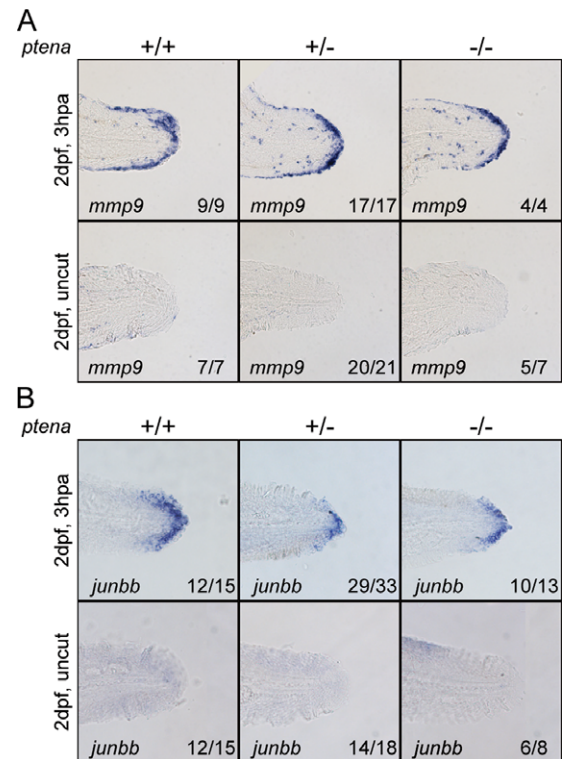 A
ptena +/+ +/- -/-
2dpf, 3hpa
mmp9 9/9 mmp9 17/17 mmp9 4/4
2dpf, uncut
mmp9 7/7 mmp9 20/21 mmp9 5/7
B
ptena +/+ +/- -/-
2dpf, 3hpa
junbb 12/15 junbb 29/33 junbb 10/13
2dpf, uncut
junbb 12/15 junbb 14/18 junbb 6/8